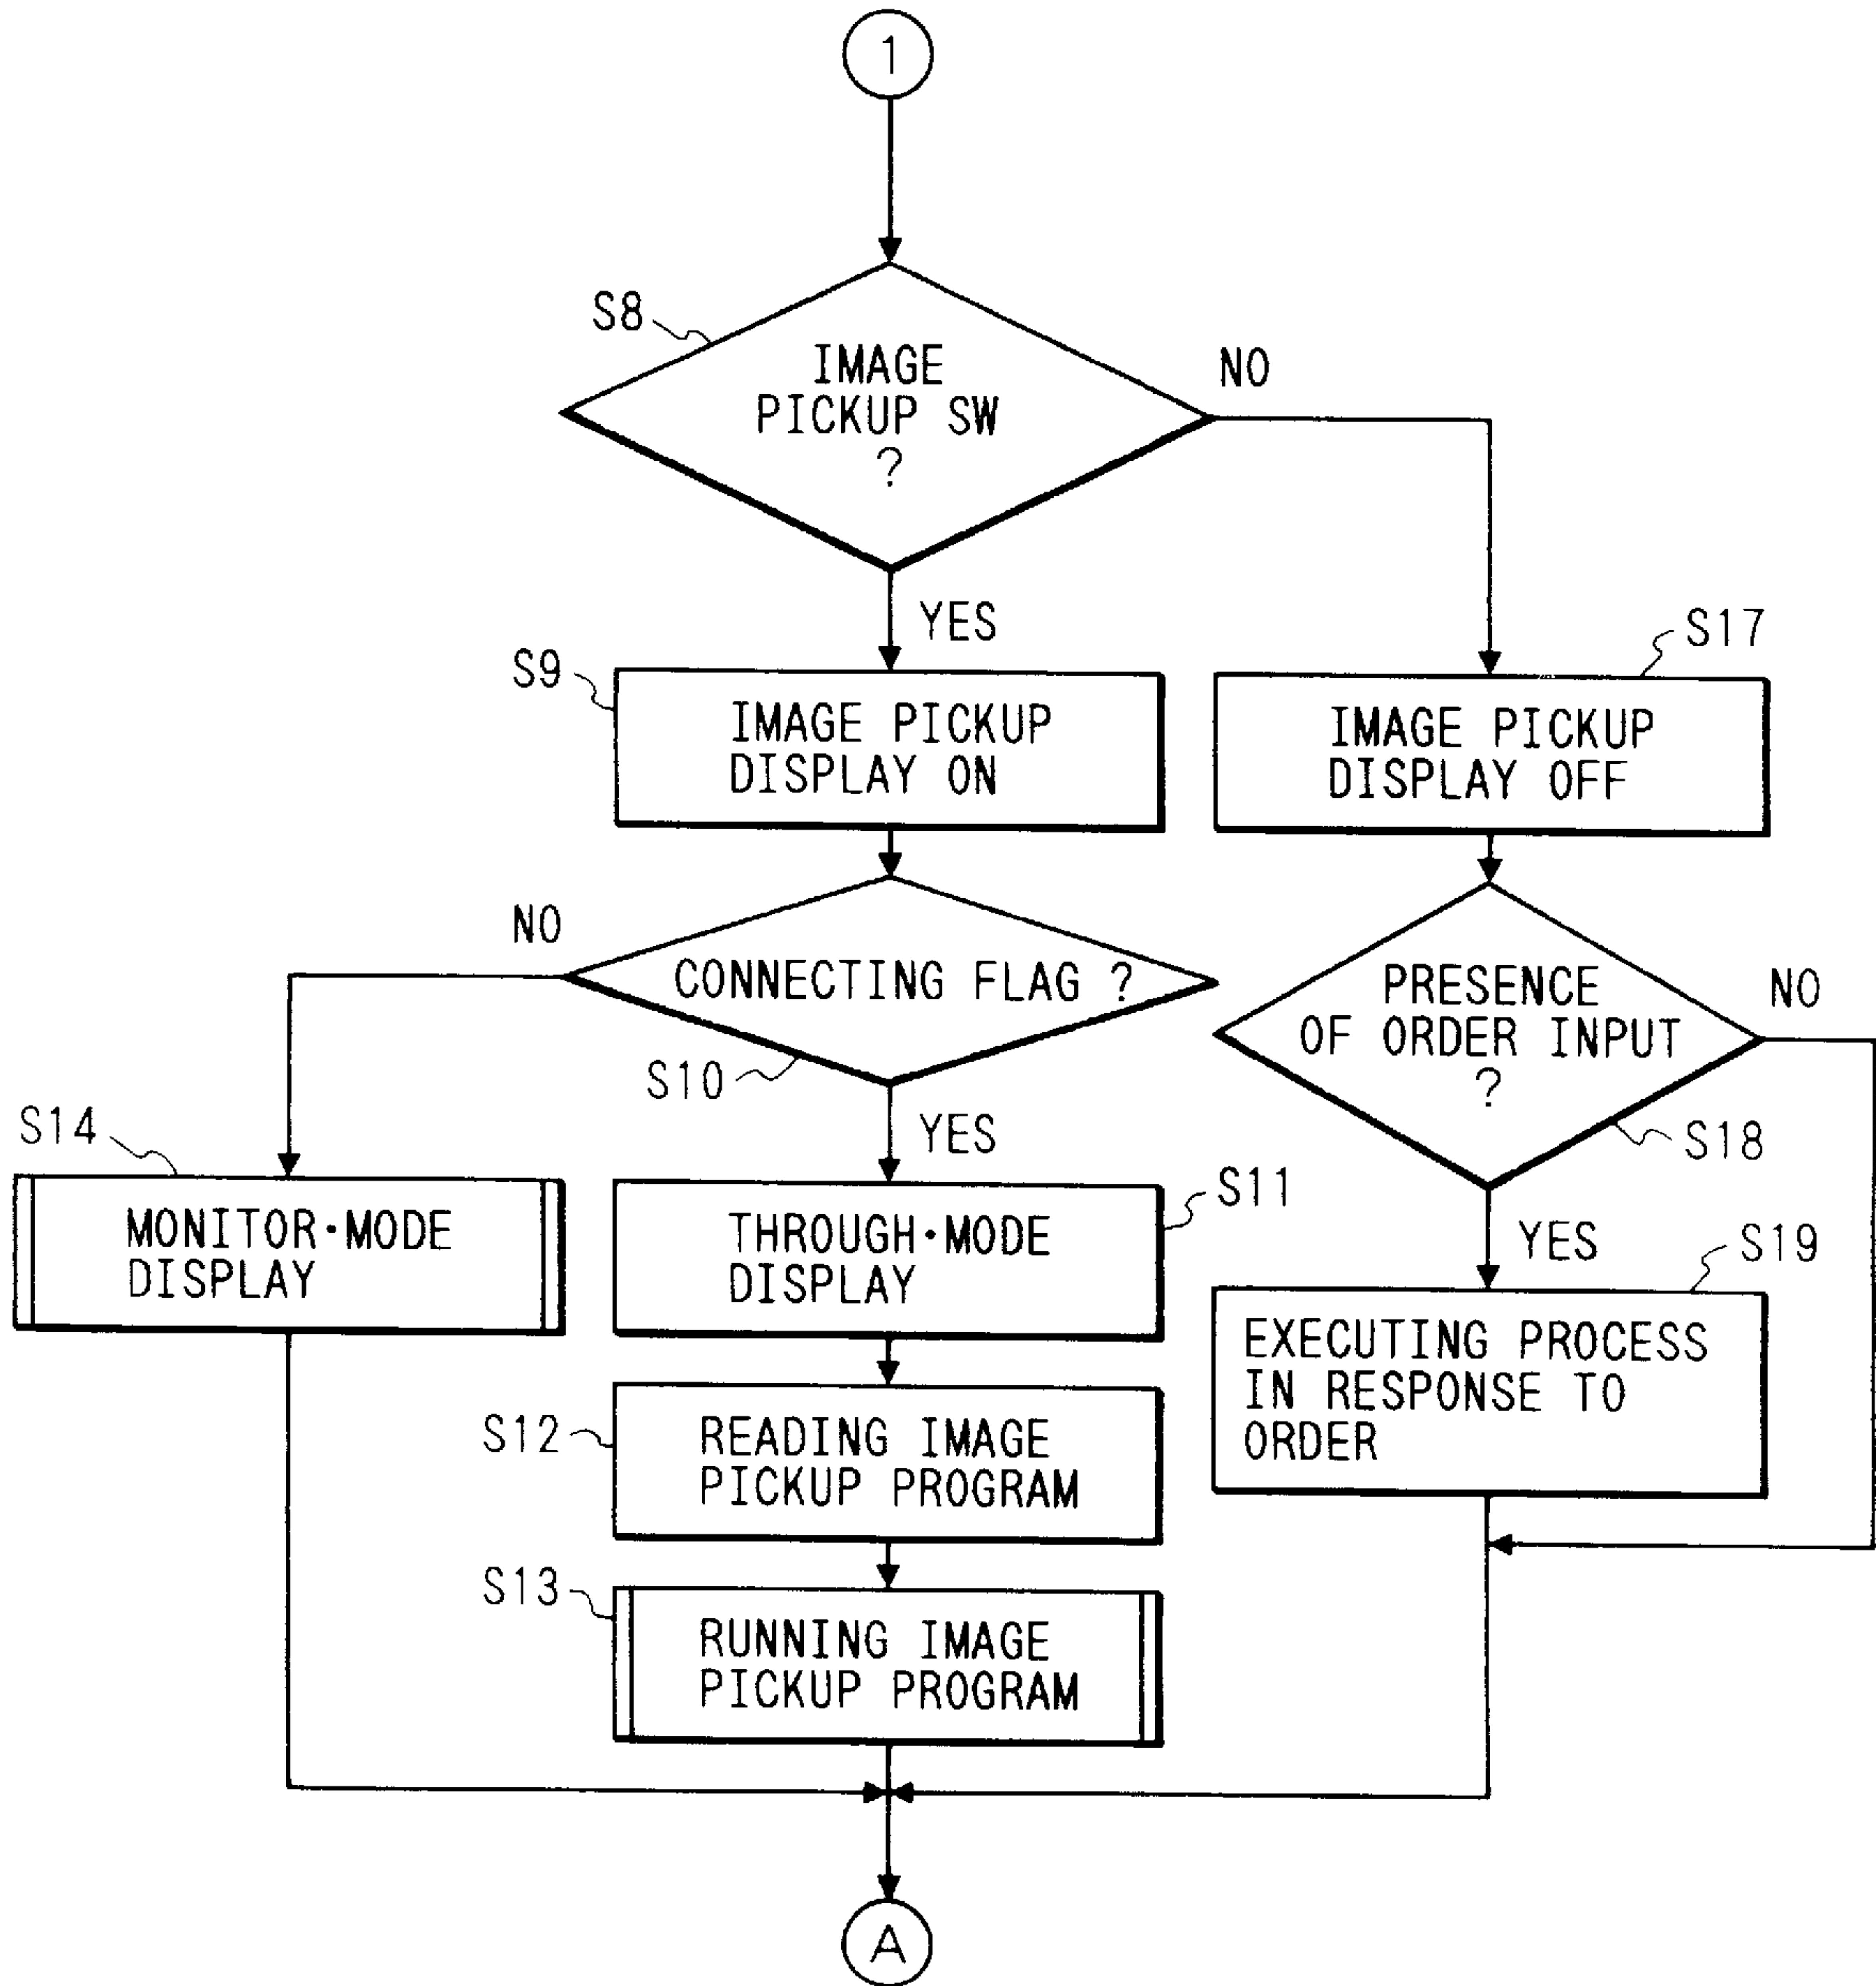 1
S8
IMAGE
PICKUP SW
?
NO
YES
S9
IMAGE PICKUP
DISPLAY ON
S17
IMAGE PICKUP
DISPLAY OFF
NO
CONNECTING FLAG ?
S10
YES
PRESENCE
OF ORDER INPUT
?
NO
S18
YES
S14
MONITOR·MODE
DISPLAY
S11
THROUGH·MODE
DISPLAY
S19
EXECUTING PROCESS
IN RESPONSE TO
ORDER
S12
READING IMAGE
PICKUP PROGRAM
S13
RUNNING IMAGE
PICKUP PROGRAM
A